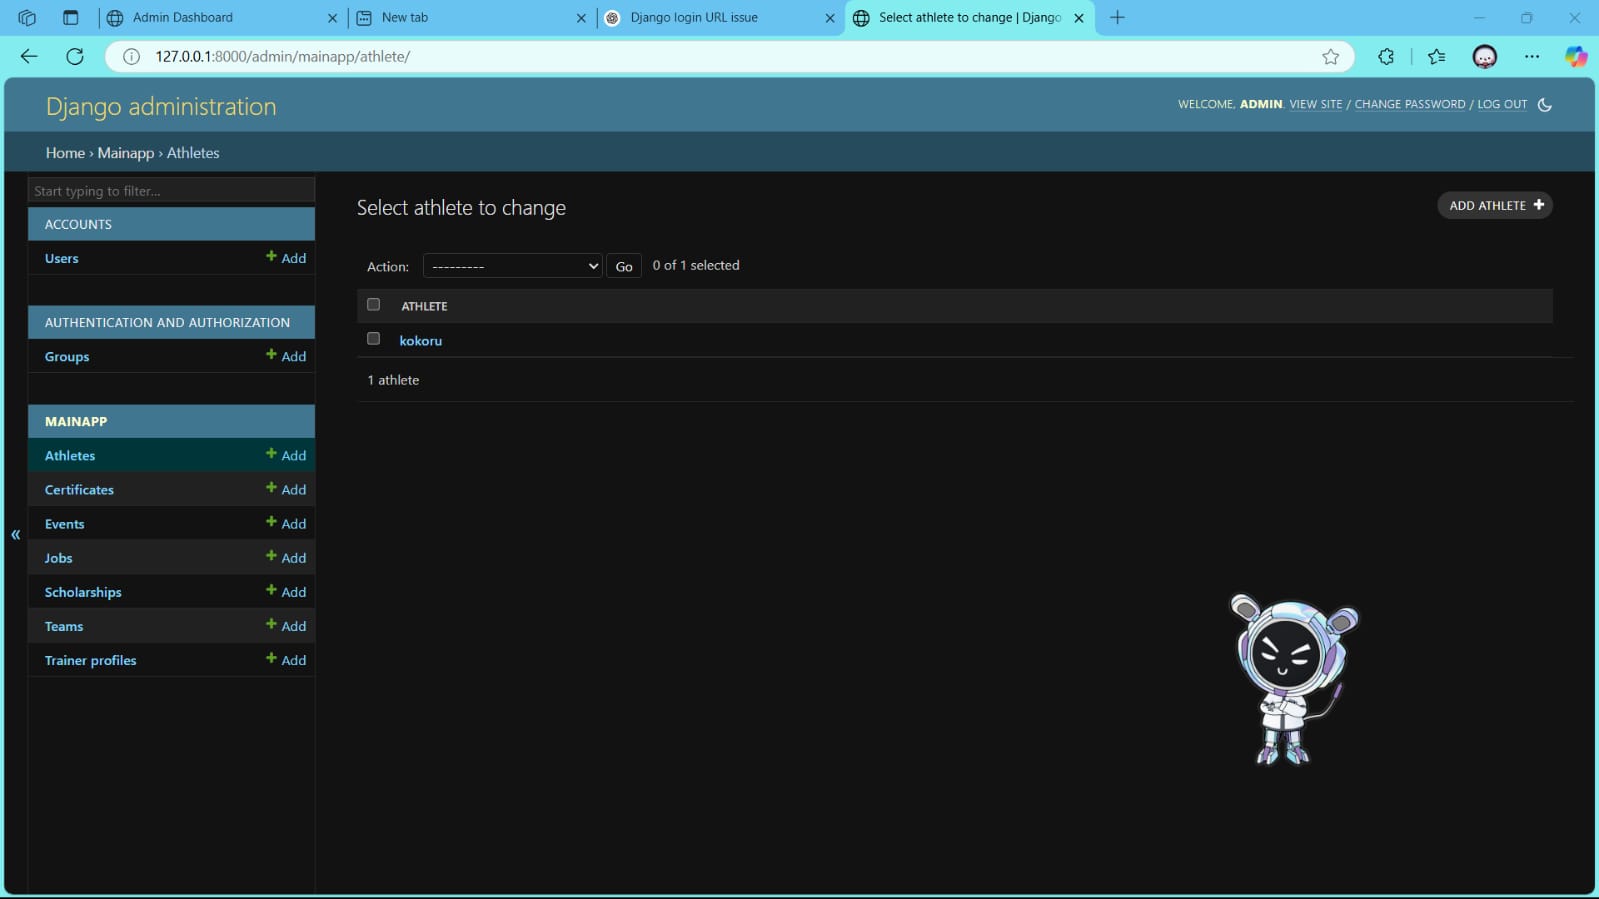 Admin Dashboard
New tab
Django login URL issue
Select athlete to change | Django
127.0.0.1:8000/admin/mainapp/athlete/
Django administration
WELCOME, ADMIN. VIEW SITE / CHANGE PASSWORD / LOG OUT
Home › Mainapp › Athletes
Start typing to filter...
ACCOUNTS
Users + Add
AUTHENTICATION AND AUTHORIZATION
Groups + Add
MAINAPP
Athletes + Add
Certificates + Add
Events + Add
Jobs + Add
Scholarships + Add
Teams + Add
Trainer profiles + Add
«
Select athlete to change
ADD ATHLETE +
Action: --------- Go 0 of 1 selected
ATHLETE
kokoru
1 athlete